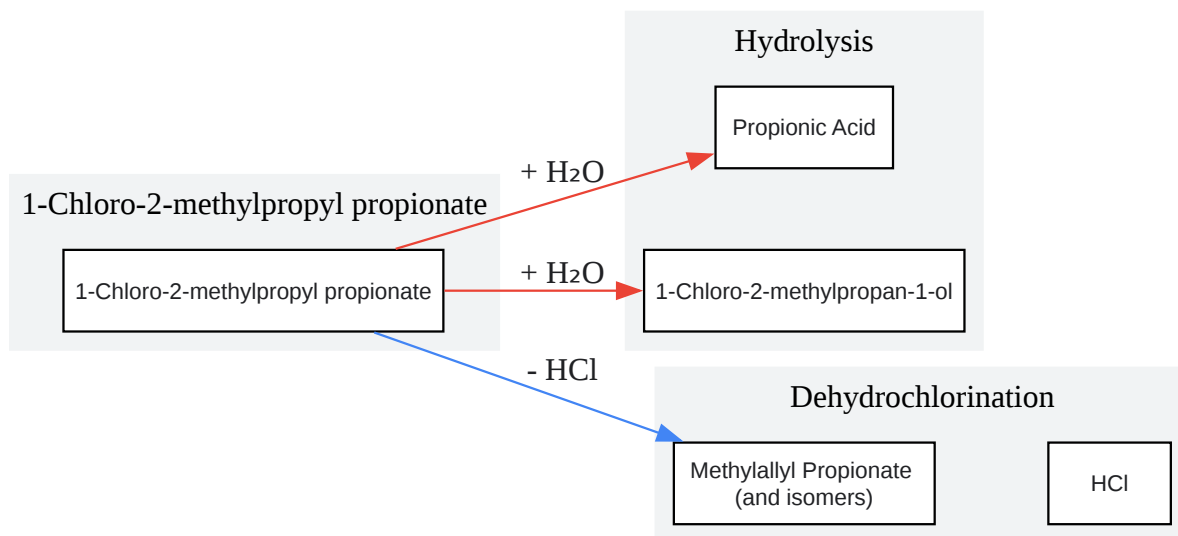 Hydrolysis
Propionic Acid
+ H₂O
1-Chloro-2-methylpropyl propionate
1-Chloro-2-methylpropyl propionate
+ H₂O
1-Chloro-2-methylpropan-1-ol
- HCl
Dehydrochlorination
Methylallyl Propionate
(and isomers)
HCl